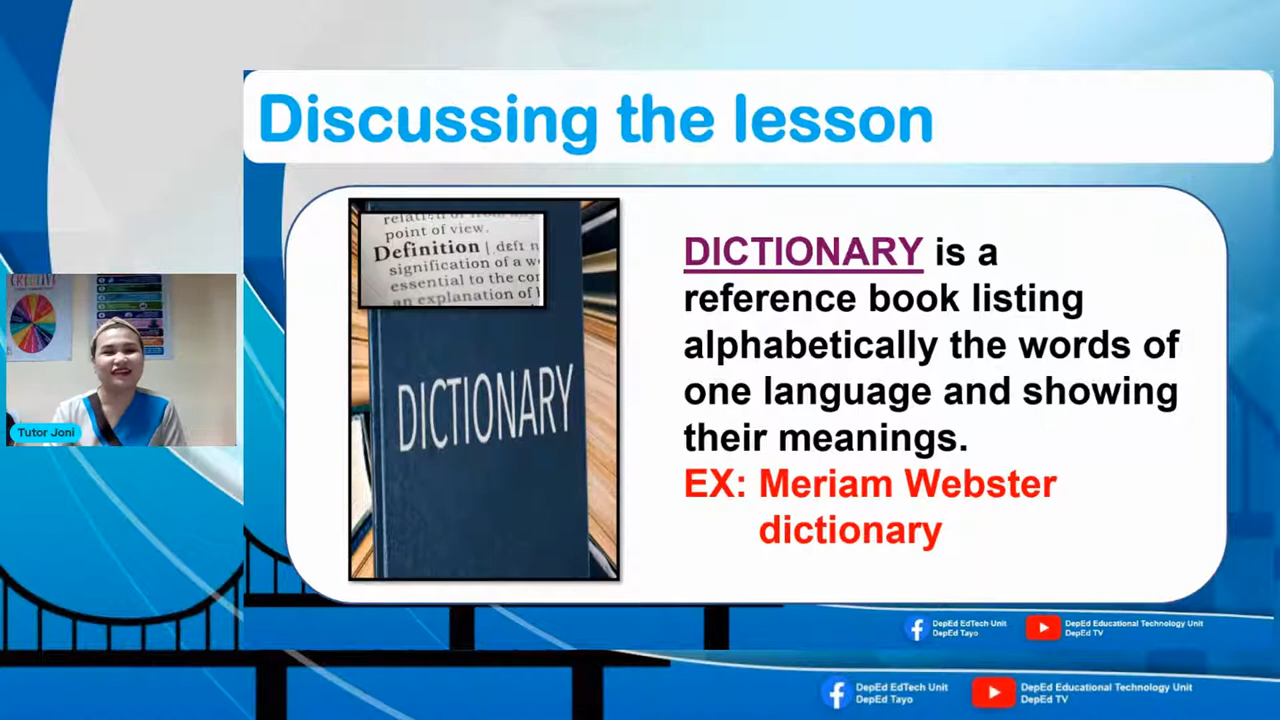 Discussing the lesson
relation
point of view.
Definition | ˌdefɪ n
signification of a w
essential to the con
an explanation of
DICTIONARY
DICTIONARY is a
reference book listing
alphabetically the words of
one language and showing
their meanings.
EX: Meriam Webster
dictionary
Tutor Joni
DepEd EdTech Unit
DepEd Tayo
DepEd Educational Technology Unit
DepEd TV
DepEd EdTech Unit
DepEd Tayo
DepEd Educational Technology Unit
DepEd TV